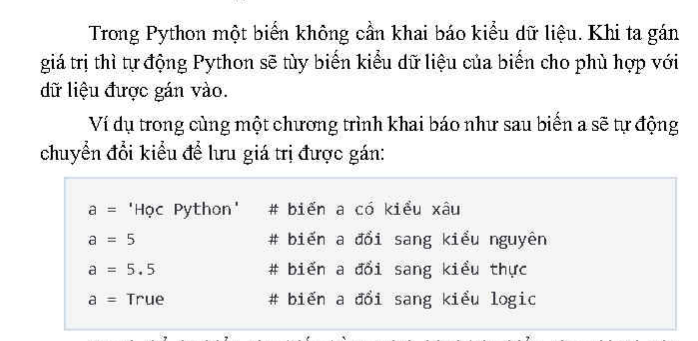 Trong Python một biến không cần khai báo kiểu dữ liệu. Khi ta gán
giá trị thì tự động Python sẽ tùy biến kiểu dữ liệu của biến cho phù hợp với
dữ liệu được gán vào.
Ví dụ trong cùng một chương trình khai báo như sau biến a sẽ tự động
chuyển đổi kiểu để lưu giá trị được gán:
a = 'Học Python' # biến a có kiểu xâu
a = 5 # biến a đổi sang kiểu nguyên
a = 5.5 # biến a đổi sang kiểu thực
a = True # biến a đổi sang kiểu logic